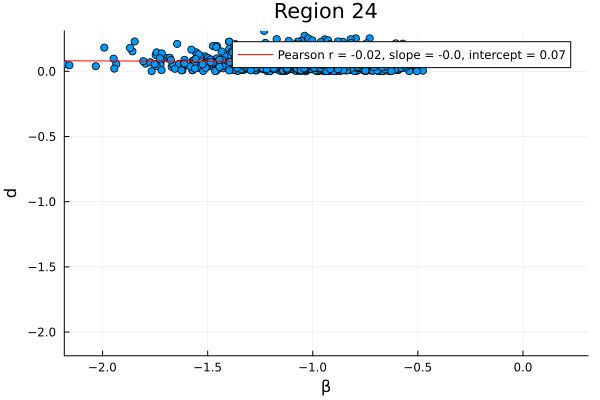 Region 24
Pearson r = -0.02, slope = -0.0, intercept = 0.07
0.0
−0.5
−1.0
−1.5
−2.0
d
−2.0 −1.5 −1.0 −0.5 0.0
β